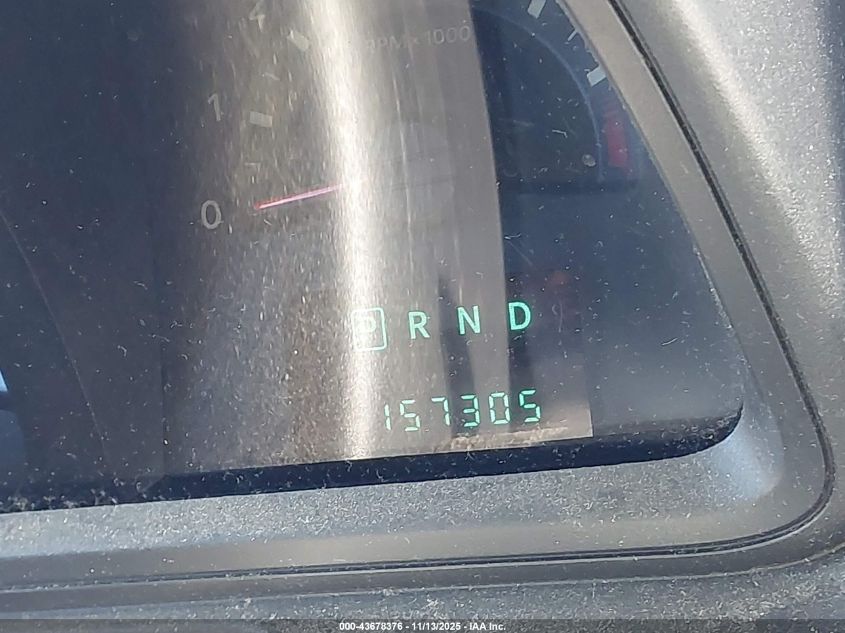 RPM x 1000
1
0
P R N D
157305
000-43678376 - 11/13/2025 - IAA Inc.